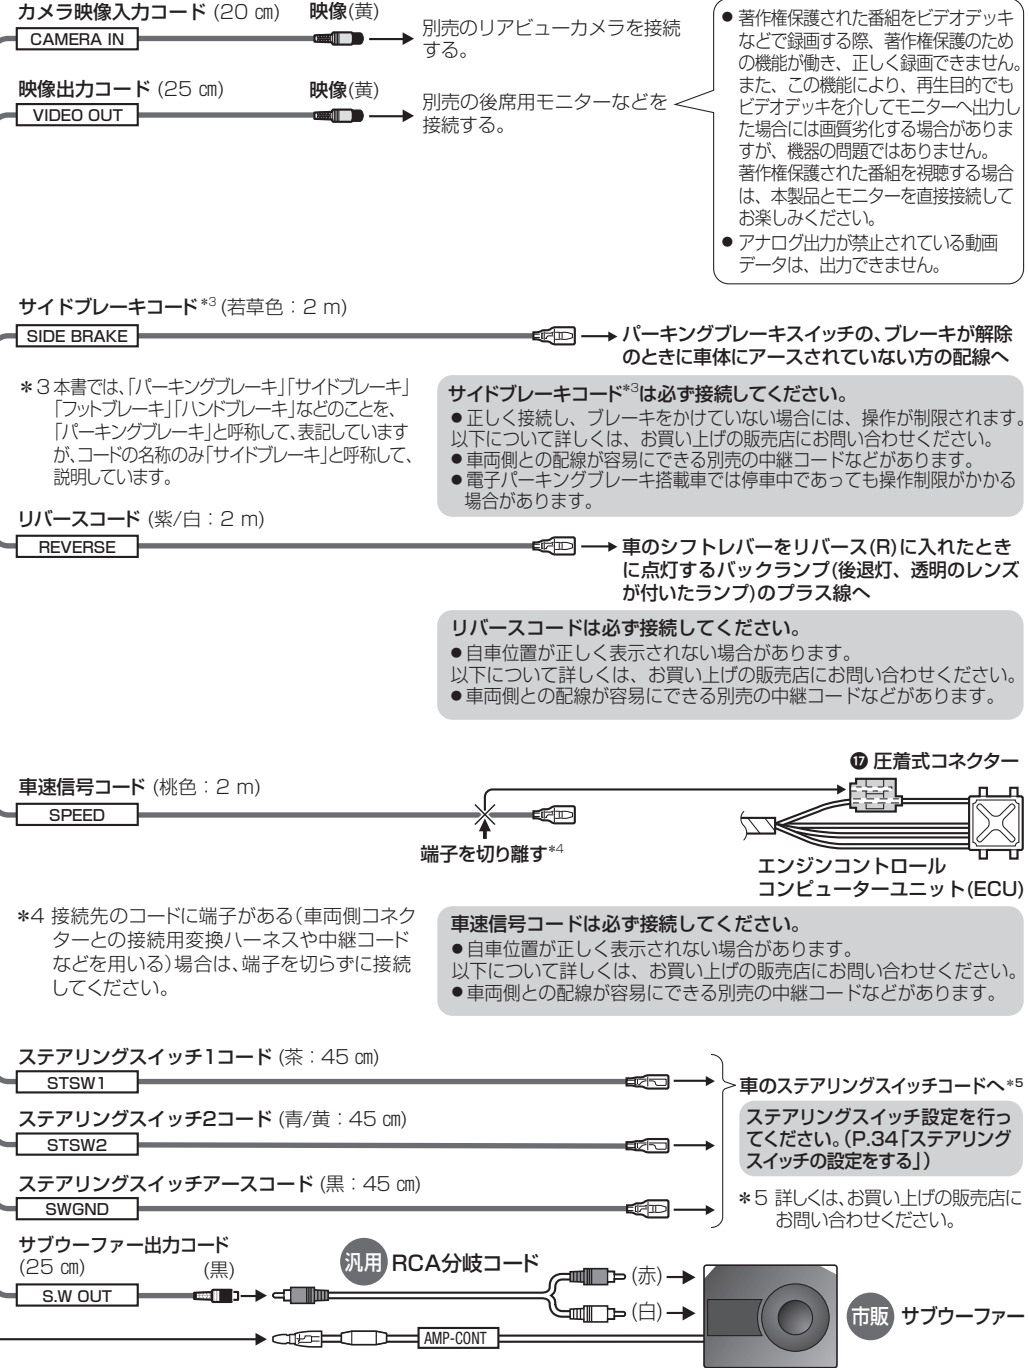 カメラ映像入力コード (20 ㎝)
映像(黄)
CAMERA IN
別売のリアビューカメラを接続
する。
映像出力コード (25 ㎝)
映像(黄)
VIDEO OUT
別売の後席用モニターなどを
接続する。
● 著作権保護された番組をビデオデッキ
などで録画する際、著作権保護のため
の機能が働き、正しく録画できません。
また、この機能により、再生目的でも
ビデオデッキを介してモニターへ出力し
た場合には画質劣化する場合がありま
すが、機器の問題ではありません。
著作権保護された番組を視聴する場合
は、本製品とモニターを直接接続して
お楽しみください。
● アナログ出力が禁止されている動画
データは、出力できません。
サイドブレーキコード*3 (若草色：2 m)
SIDE BRAKE
パーキングブレーキスイッチの、ブレーキが解除
のときに車体にアースされていない方の配線へ
*3 本書では、「パーキングブレーキ」「サイドブレーキ」
「フットブレーキ」「ハンドブレーキ」などのことを、
「パーキングブレーキ」と呼称して、表記しています
が、コードの名称のみ「サイドブレーキ」と呼称して、
説明しています。
サイドブレーキコード*3は必ず接続してください。
● 正しく接続し、ブレーキをかけていない場合には、操作が制限されます。
以下について詳しくは、お買い上げの販売店にお問い合わせください。
● 車両側との配線が容易にできる別売の中継コードなどがあります。
● 電子パーキングブレーキ搭載車では停車中であっても操作制限がかかる
場合があります。
リバースコード (紫/白：2 m)
REVERSE
車のシフトレバーをリバース(R)に入れたとき
に点灯するバックランプ(後退灯、透明のレンズ
が付いたランプ)のプラス線へ
リバースコードは必ず接続してください。
● 自車位置が正しく表示されない場合があります。
以下について詳しくは、お買い上げの販売店にお問い合わせください。
● 車両側との配線が容易にできる別売の中継コードなどがあります。
⓱ 圧着式コネクター
車速信号コード (桃色：2 m)
SPEED
端子を切り離す*4
エンジンコントロール
コンピューターユニット(ECU)
*4 接続先のコードに端子がある(車両側コネク
ターとの接続用変換ハーネスや中継コード
などを用いる)場合は、端子を切らずに接続
してください。
車速信号コードは必ず接続してください。
● 自車位置が正しく表示されない場合があります。
以下について詳しくは、お買い上げの販売店にお問い合わせください。
● 車両側との配線が容易にできる別売の中継コードなどがあります。
ステアリングスイッチ1コード (茶：45 ㎝)
STSW1
ステアリングスイッチ2コード (青/黄：45 ㎝)
STSW2
ステアリングスイッチアースコード (黒：45 ㎝)
SWGND
車のステアリングスイッチコードへ*5
ステアリングスイッチ設定を行っ
てください。(P.34「ステアリング
スイッチの設定をする」)
*5 詳しくは、お買い上げの販売店に
お問い合わせください。
サブウーファー出力コード
(25 ㎝)
(黒)
S.W OUT
汎用 RCA分岐コード
(赤)
(白)
市販 サブウーファー
AMP-CONT